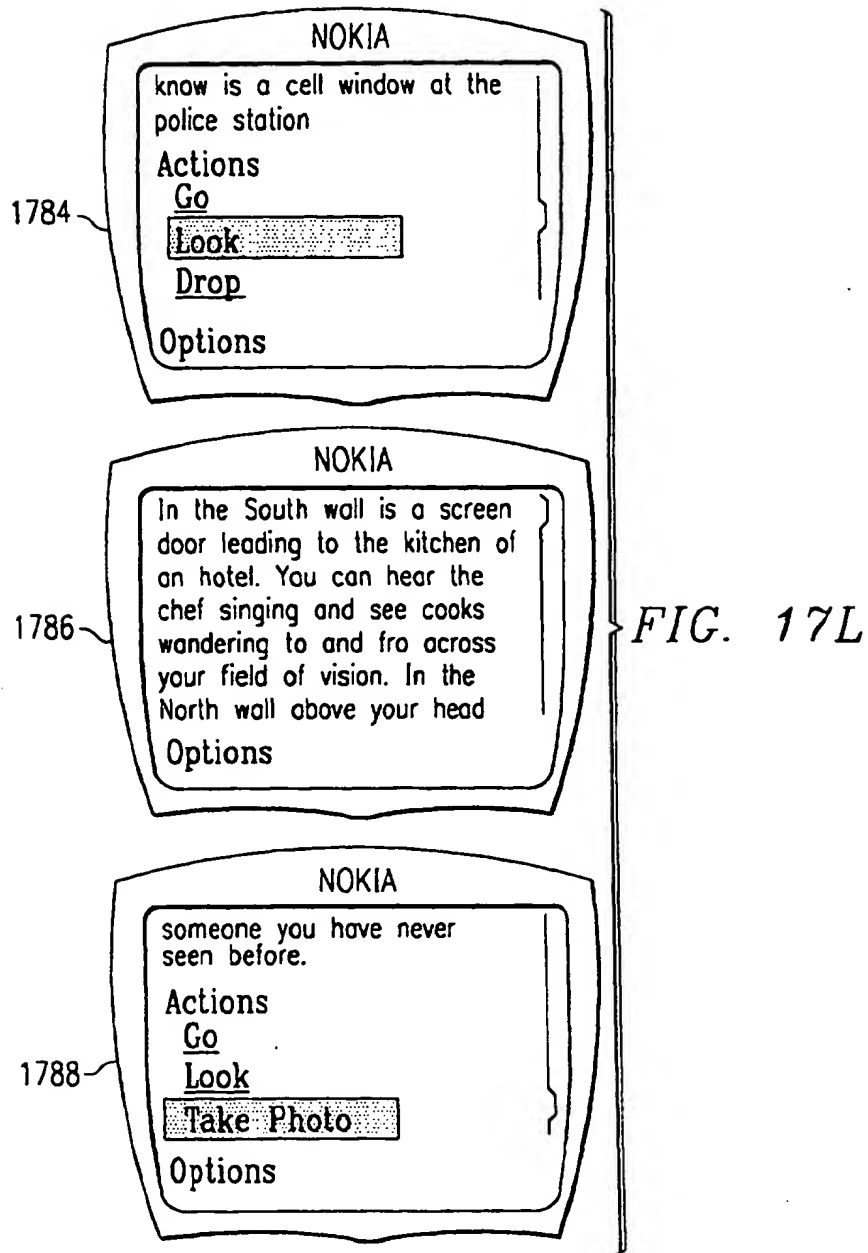 NOKIA
know is a cell window at the
police station
Actions
Go
Look
Drop
Options
1784
NOKIA
In the South wall is a screen
door leading to the kitchen of
an hotel. You can hear the
chef singing and see cooks
wandering to and fro across
your field of vision. In the
North wall above your head
Options
1786
FIG. 17L
NOKIA
someone you have never
seen before.
Actions
Go
Look
Take Photo
Options
1788